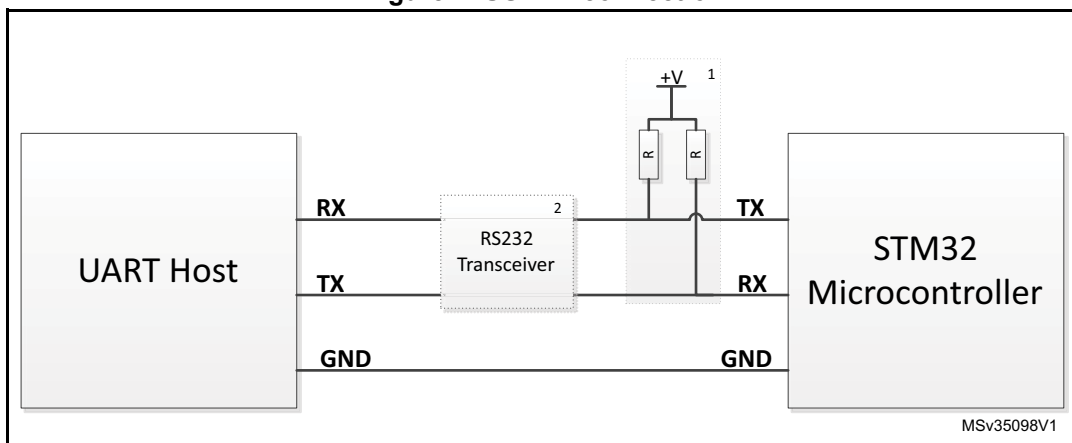 +V 1
R R
RX 2 TX
RS232
Transceiver
UART Host
STM32
Microcontroller
TX RX
GND GND
MSv35098V1